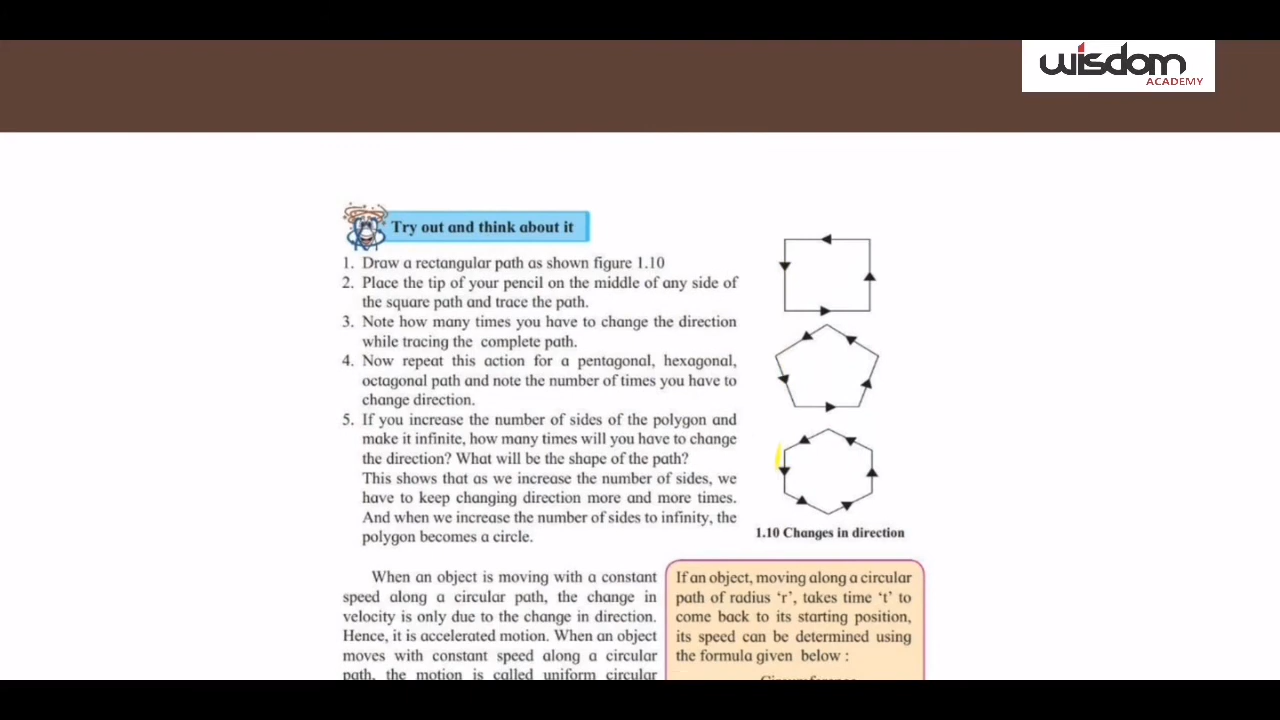 wisdom
ACADEMY
Try out and think about it
1. Draw a rectangular path as shown figure 1.10
2. Place the tip of your pencil on the middle of any side of
the square path and trace the path.
3. Note how many times you have to change the direction
while tracing the complete path.
4. Now repeat this action for a pentagonal, hexagonal,
octagonal path and note the number of times you have to
change direction.
5. If you increase the number of sides of the polygon and
make it infinite, how many times will you have to change
the direction? What will be the shape of the path?
This shows that as we increase the number of sides, we
have to keep changing direction more and more times.
And when we increase the number of sides to infinity, the
polygon becomes a circle.
1.10 Changes in direction
When an object is moving with a constant
speed along a circular path, the change in
velocity is only due to the change in direction.
Hence, it is accelerated motion. When an object
moves with constant speed along a circular
path, the motion is called uniform circular
If an object, moving along a circular
path of radius ‘r’, takes time ‘t’ to
come back to its starting position,
its speed can be determined using
the formula given below :